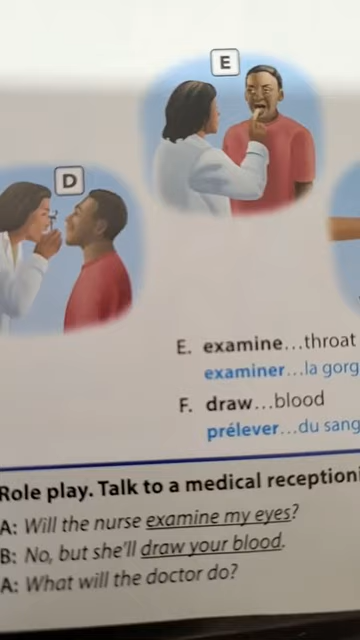 E
D
E. examine...throat
examiner...la gorg
F. draw...blood
prélever...du sang
Role play. Talk to a medical receptioni
A: Will the nurse examine my eyes?
B: No, but she'll draw your blood.
A: What will the doctor do?